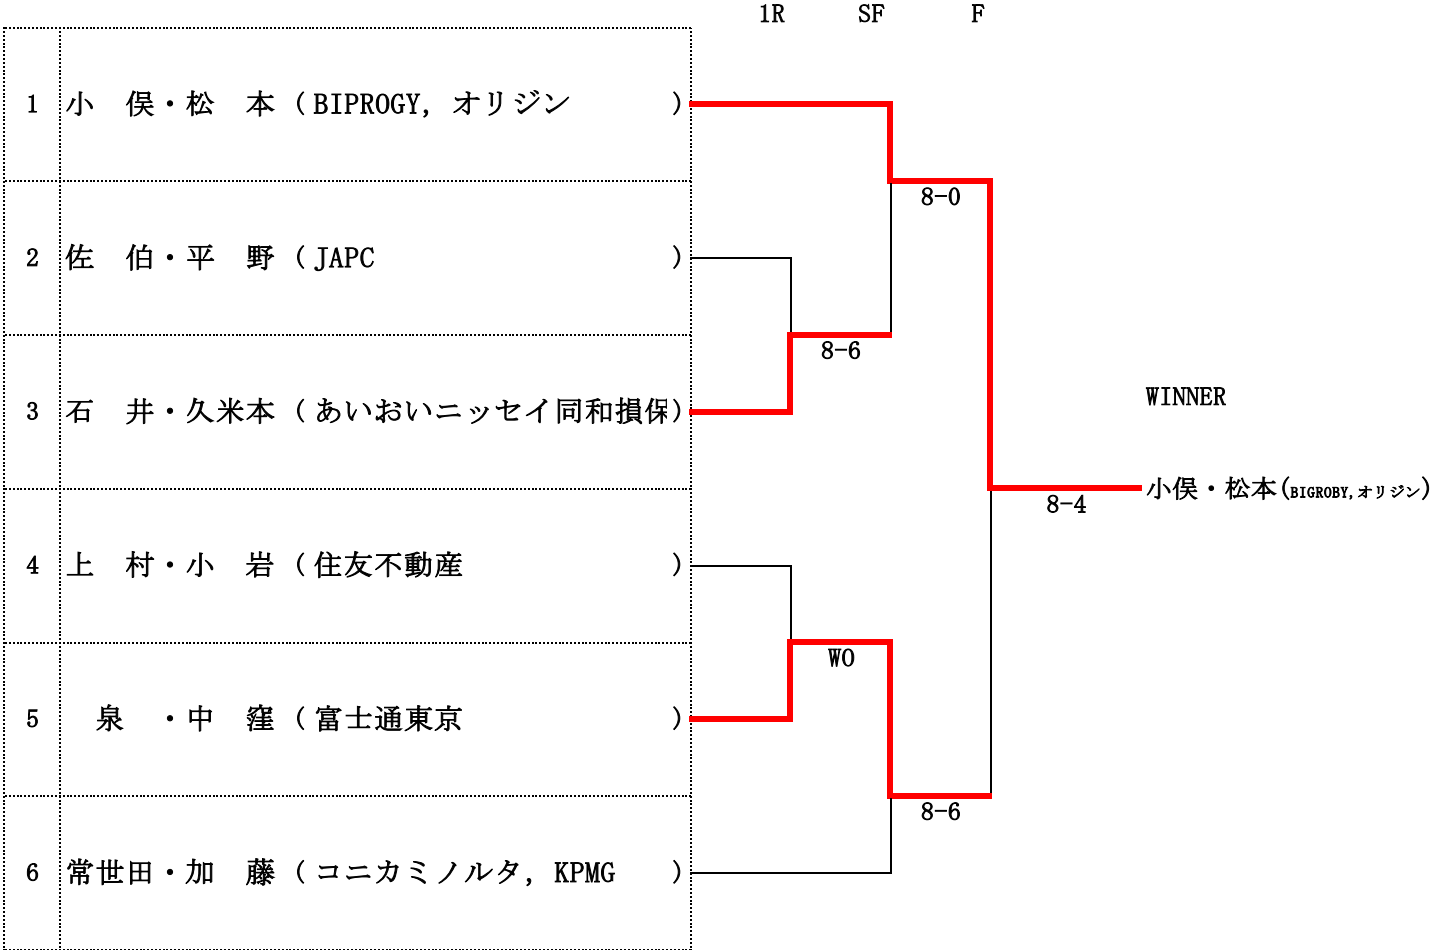 1R SF F
1 小　俣・松　本 ( BIPROGY, オリジン )
8-0
2 佐　伯・平　野 ( JAPC )
8-6
3 石　井・久米本 ( あいおいニッセイ同和損保 )
WINNER
小俣・松本(BIGROBY,オリジン)
8-4
4 上　村・小　岩 ( 住友不動産 )
WO
5 　泉　・中　窪 ( 富士通東京 )
8-6
6 常世田・加　藤 ( コニカミノルタ, KPMG )